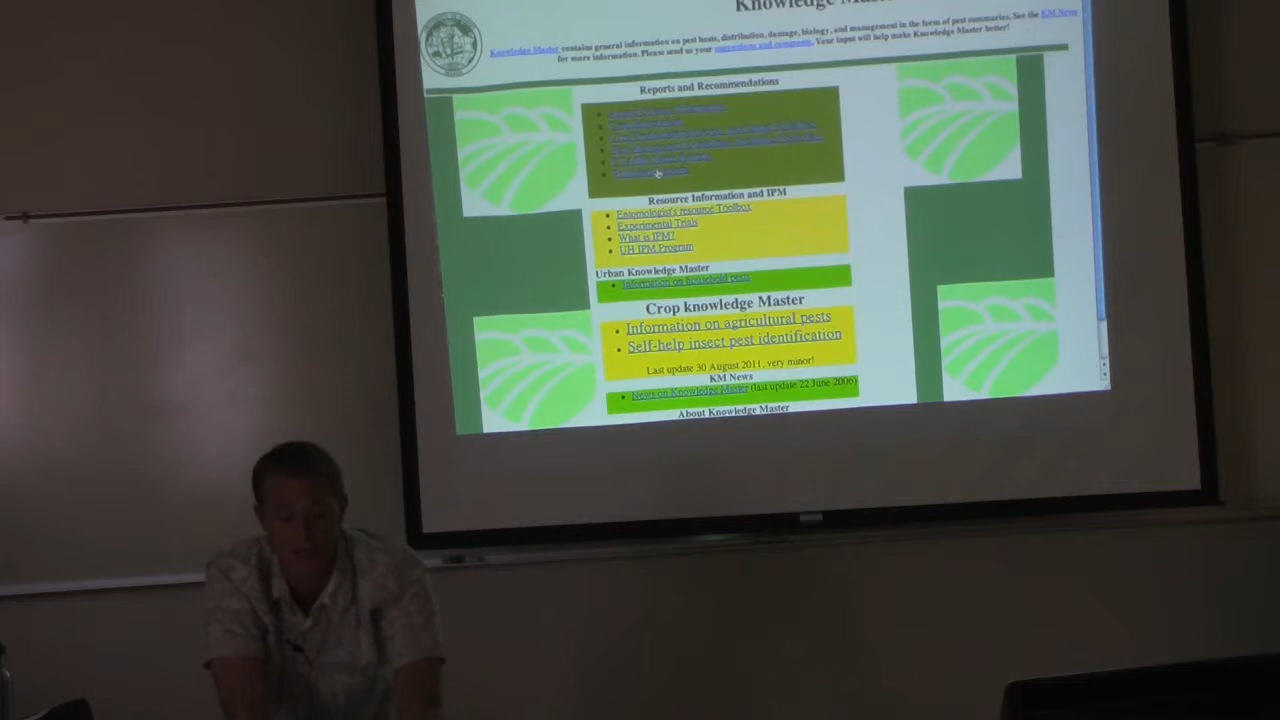 Knowledge
Knowledge Master contains general information on pest hosts, distribution, damage, biology, and management in the form of pest summaries. See the KM News
for more information. Please send us your suggestions and comments. Your input will help make Knowledge Master better!
Reports and Recommendations
Resource Information and IPM
Entomologist's resource Toolbox
Experimental Trials
What is IPM?
UH IPM Program
Urban Knowledge Master
Information on household pests
Crop knowledge Master
Information on agricultural pests
Self-help insect pest identification
Last update 30 August 2011, very minor!
KM News
News on Knowledge Master (last update 22 June 2006)
About Knowledge Master